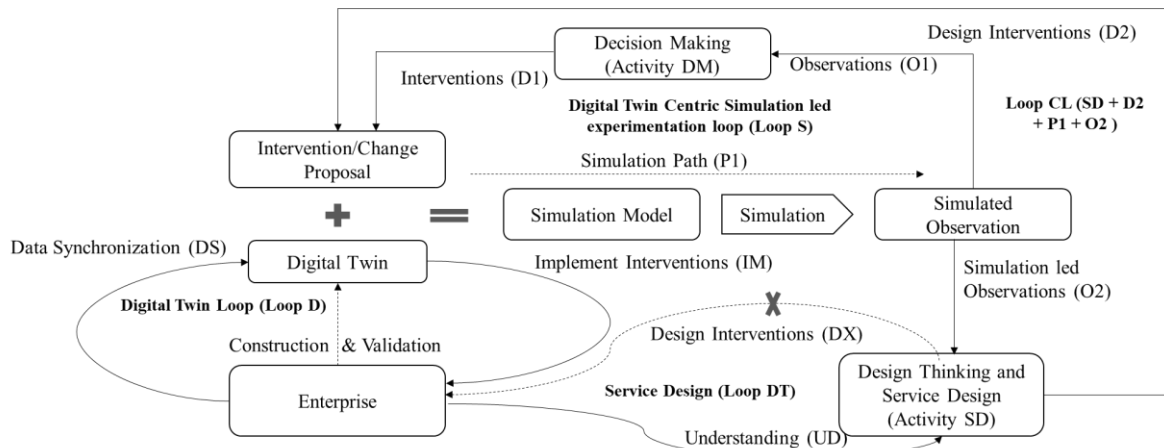 Design Interventions (D2)
Decision Making
(Activity DM)
Interventions (D1)
Observations (O1)
Digital Twin Centric Simulation led
experimentation loop (Loop S)
Loop CL (SD + D2
+ P1 + O2 )
Intervention/Change
Proposal
Simulation Path (P1)
+
=
Simulation Model
Simulation
Simulated
Observation
Data Synchronization (DS)
Digital Twin
Implement Interventions (IM)
Simulation led
Observations (O2)
Digital Twin Loop (Loop D)
X
Design Interventions (DX)
Construction & Validation
Enterprise
Service Design (Loop DT)
Design Thinking and
Service Design
(Activity SD)
Understanding (UD)